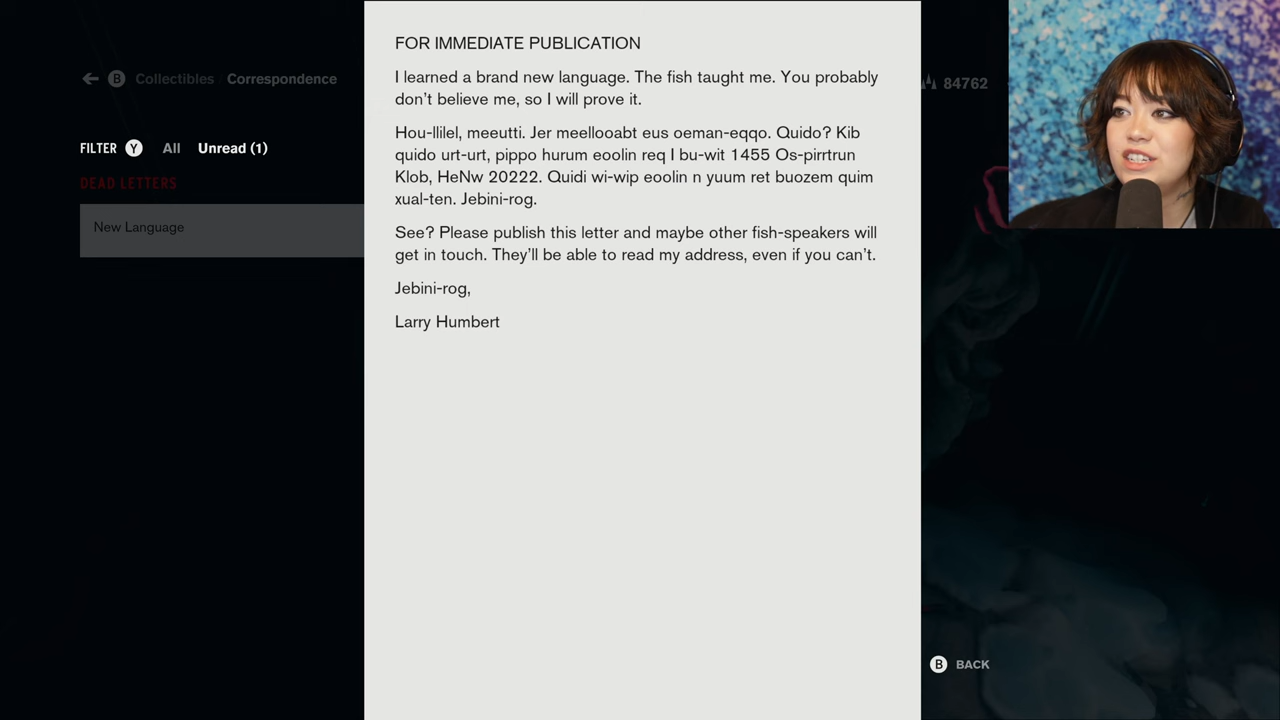 FOR IMMEDIATE PUBLICATION
B Collectibles Correspondence
I learned a brand new language. The fish taught me. You probably
don't believe me, so I will prove it.
84762
Hou-llilel, meeutti. Jer meellooabt eus oeman-eqqo. Quido? Kib
quido urt-urt, pippo hurum eoolin req I bu-wit 1455 Os-pirrtrun
Klob, HeNw 20222. Quidi wi-wip eoolin n yuum ret buozem quim
xual-ten. Jebini-rog.
FILTER Y All Unread (1)
DEAD LETTERS
New Language
See? Please publish this letter and maybe other fish-speakers will
get in touch. They'll be able to read my address, even if you can't.
Jebini-rog,
Larry Humbert
B BACK